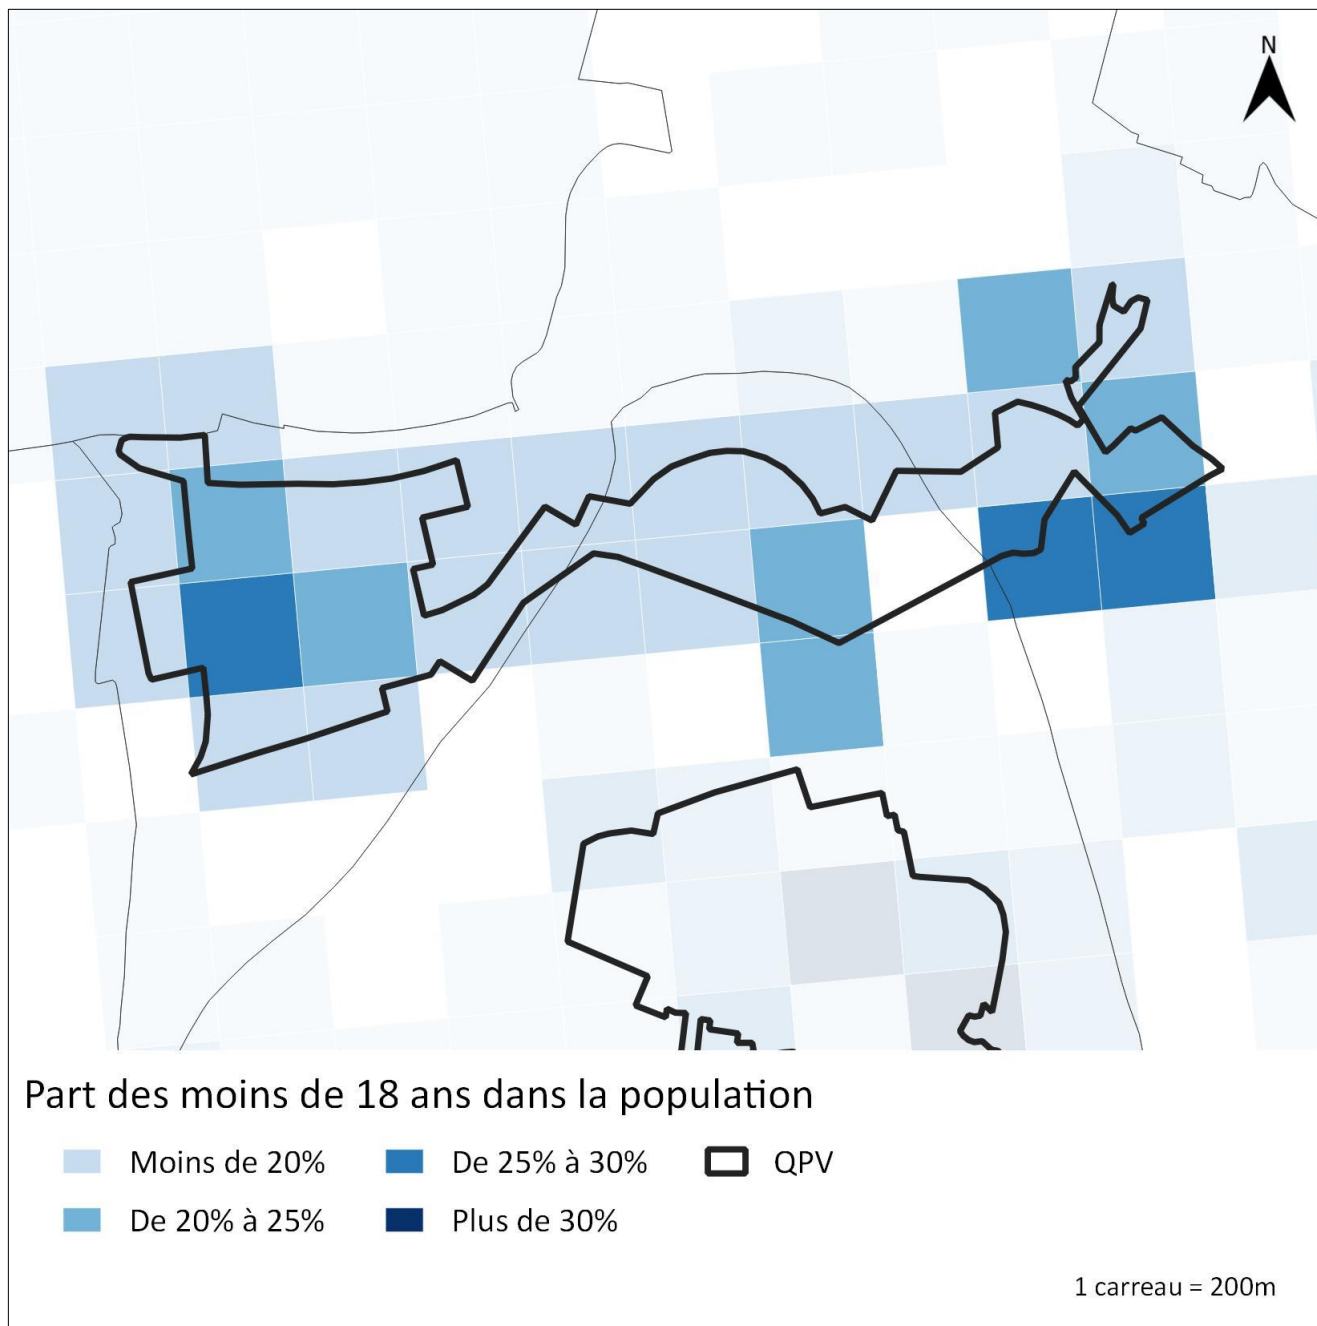 N
Part des moins de 18 ans dans la population
Moins de 20%
De 25% à 30%
QPV
De 20% à 25%
Plus de 30%
1 carreau = 200m